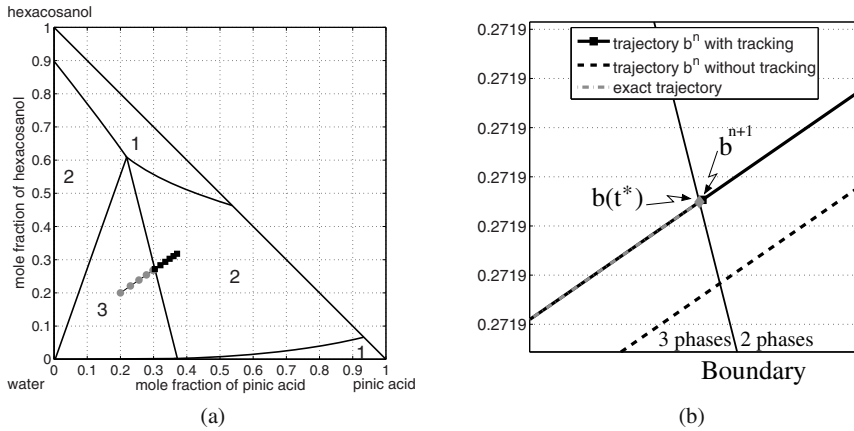 hexacosanol
1
0.9
0.8
0.7
0.6
0.5
0.4
0.3
0.2
0.1
0
mole fraction of hexacosanol
2
1
2
3
1
0 0.1 0.2 0.3 0.4 0.5 0.6 0.7 0.8 0.9 1
water
mole fraction of pinic acid
pinic acid
(a)
0.2719
0.2719
0.2719
0.2719
0.2719
0.2719
0.2719
trajectory bⁿ with tracking
trajectory bⁿ without tracking
exact trajectory
bⁿ⁺¹
b(t*)
3 phases 2 phases
Boundary
(b)